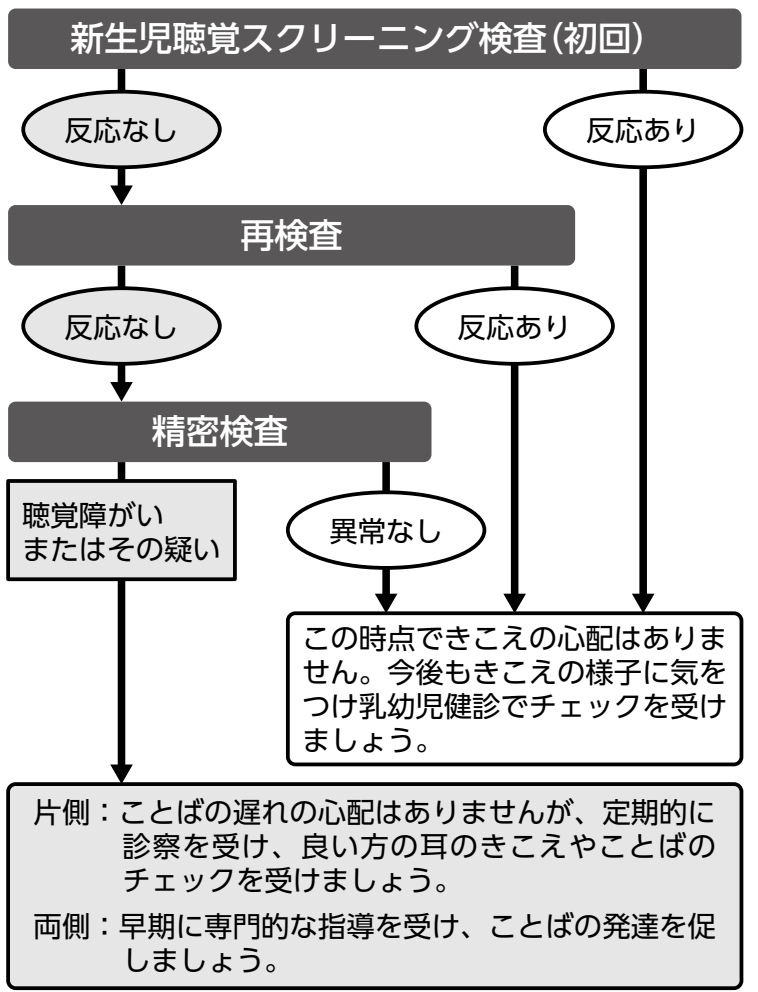 新生児聴覚スクリーニング検査(初回)
反応なし
反応あり
再検査
反応なし
反応あり
精密検査
聴覚障がい
またはその疑い
異常なし
この時点できこえの心配はありま
せん。今後もきこえの様子に気を
つけ乳幼児健診でチェックを受け
ましょう。
片側：ことばの遅れの心配はありませんが、定期的に
診察を受け、良い方の耳のきこえやことばの
チェックを受けましょう。
両側：早期に専門的な指導を受け、ことばの発達を促
しましょう。